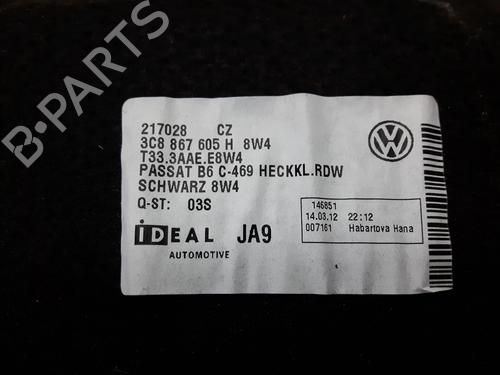 217028 CZ
3C8 867 605 H 8W4
T33.3AAE.E8W4
PASSAT B6 C-469 HECKKL.RDW
SCHWARZ 8W4
Q-ST: 03S
146851
14.03.12 22:12
007161 Habartova Hana
iDEAL JA9
AUTOMOTIVE
B-PARTS